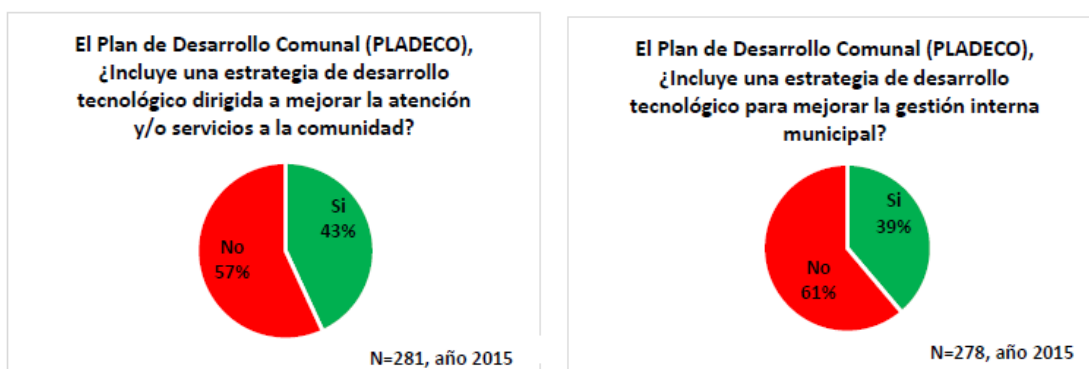 El Plan de Desarrollo Comunal (PLADECO),
¿Incluye una estrategia de desarrollo
tecnológico dirigida a mejorar la atención
y/o servicios a la comunidad?
Si
43%
No
57%
N=281, año 2015
El Plan de Desarrollo Comunal (PLADECO),
¿Incluye una estrategia de desarrollo
tecnológico para mejorar la gestión interna
municipal?
Si
39%
No
61%
N=278, año 2015